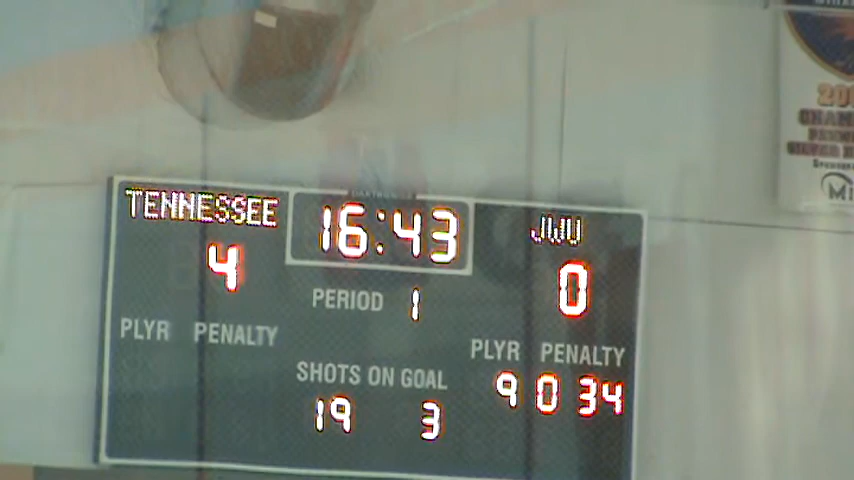 TENNESSEE 16:43 JWU
4 0
PERIOD 1
PLYR PENALTY PLYR PENALTY
SHOTS ON GOAL
9 0 34
19 3